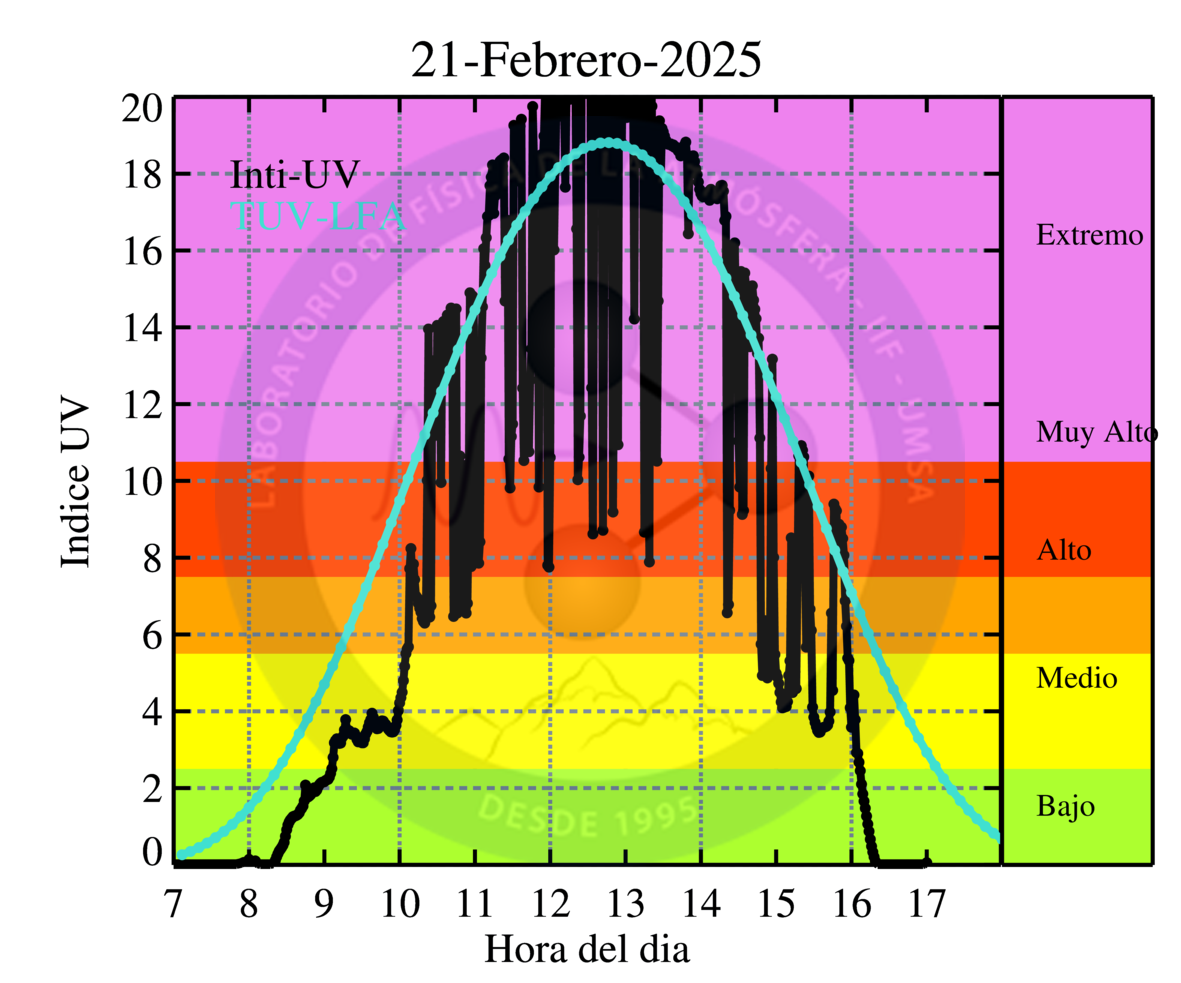 21-Febrero-2025
Indice UV
20
18
16
14
12
10
8
6
4
2
0
Inti-UV
TUV-LFA
LABORATORIO DE FÍSICA DE LA ATMÓSFERA - IIF - UMSA
DESDE 1995
Extremo
Muy Alto
Alto
Medio
Bajo
7 8 9 10 11 12 13 14 15 16 17
Hora del dia